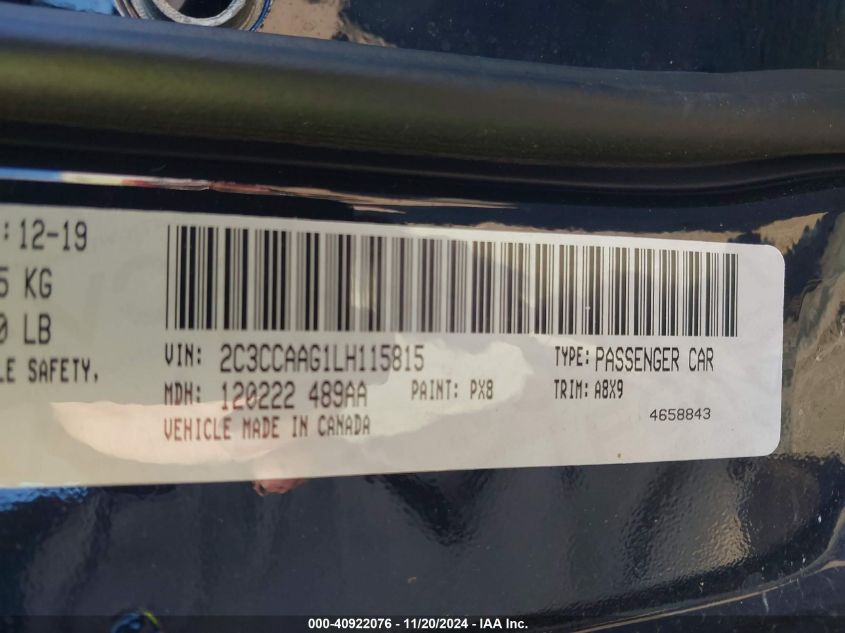 : 12-19
5 KG
0 LB
LE SAFETY.
VIN: 2C3CCAAG1LH115815 TYPE: PASSENGER CAR
MDH: 120222 489AA PAINT: PX8 TRIM: A8X9
VEHICLE MADE IN CANADA 4658843
000-40922076 - 11/20/2024 - IAA Inc.